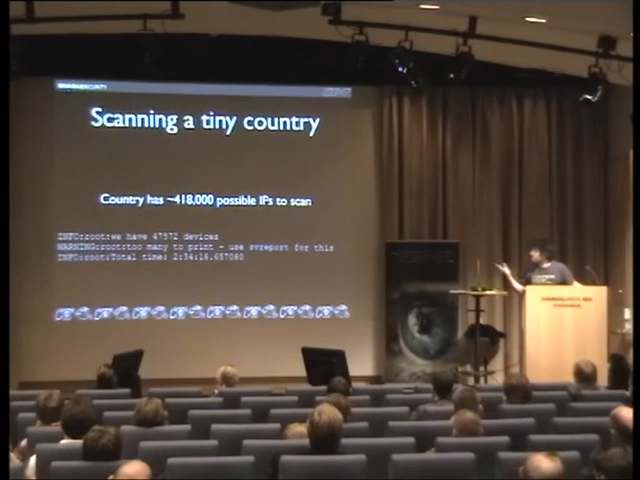 Scanning a tiny country
Country has ~418,000 possible IPs to scan
INFO:root:we have 47572 devices
WARNING:root:too many to print - use svreport for this
INFO:root:Total time: 2:34:18.657080